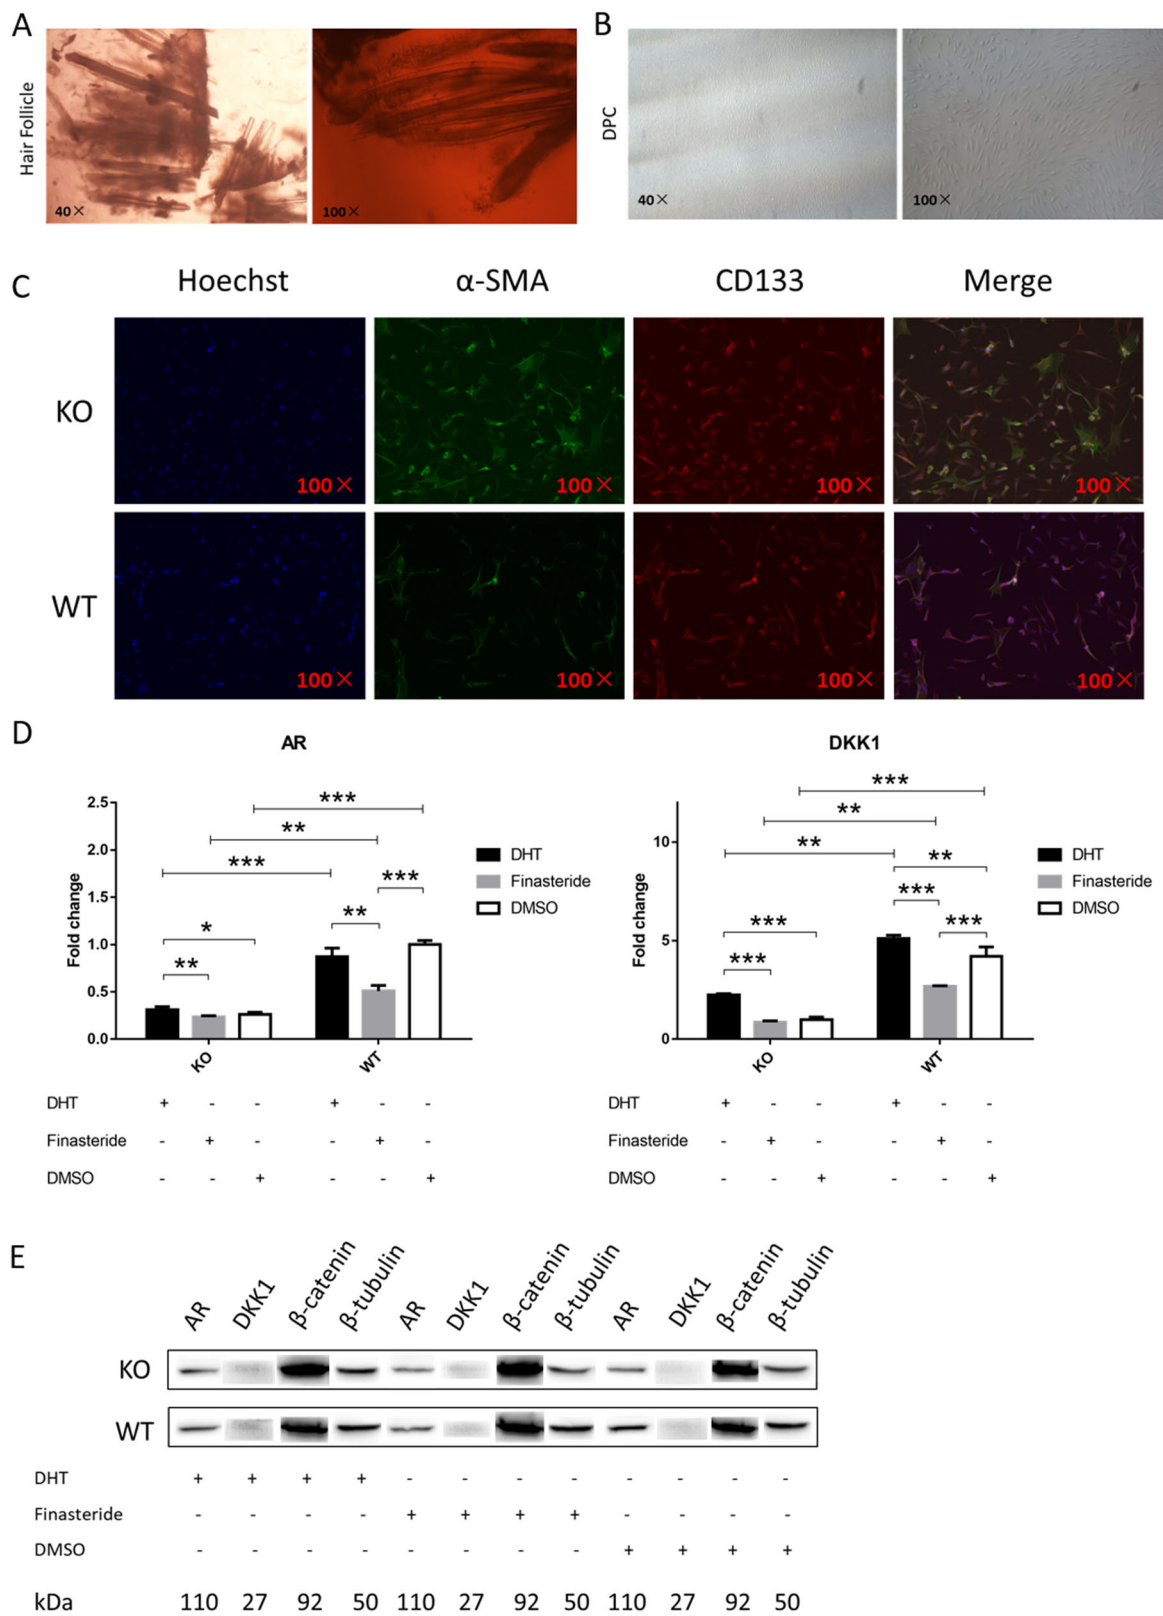 A
B
Hair Follicle
40×
100×
DPC
40×
100×
C
Hoechst
α-SMA
CD133
Merge
KO
100×
100×
100×
100×
WT
100×
100×
100×
100×
D
AR
Fold change
2.5
2.0
1.5
1.0
0.5
0.0
***
**
***
***
**
*
**
KO
WT
DHT
Finasteride
DMSO
DHT + - - + - -
Finasteride - + - - + -
DMSO - - + - - +
DKK1
Fold change
10
5
0
***
**
**
**
***
***
***
***
KO
WT
DHT
Finasteride
DMSO
DHT + - - + - -
Finasteride - + - - + -
DMSO - - + - - +
E
AR DKK1 β-catenin β-tubulin AR DKK1 β-catenin β-tubulin AR DKK1 β-catenin β-tubulin
KO
WT
DHT + + + + - - - - - - - -
Finasteride - - - - + + + + - - - -
DMSO - - - - - - - - + + + +
kDa 110 27 92 50 110 27 92 50 110 27 92 50